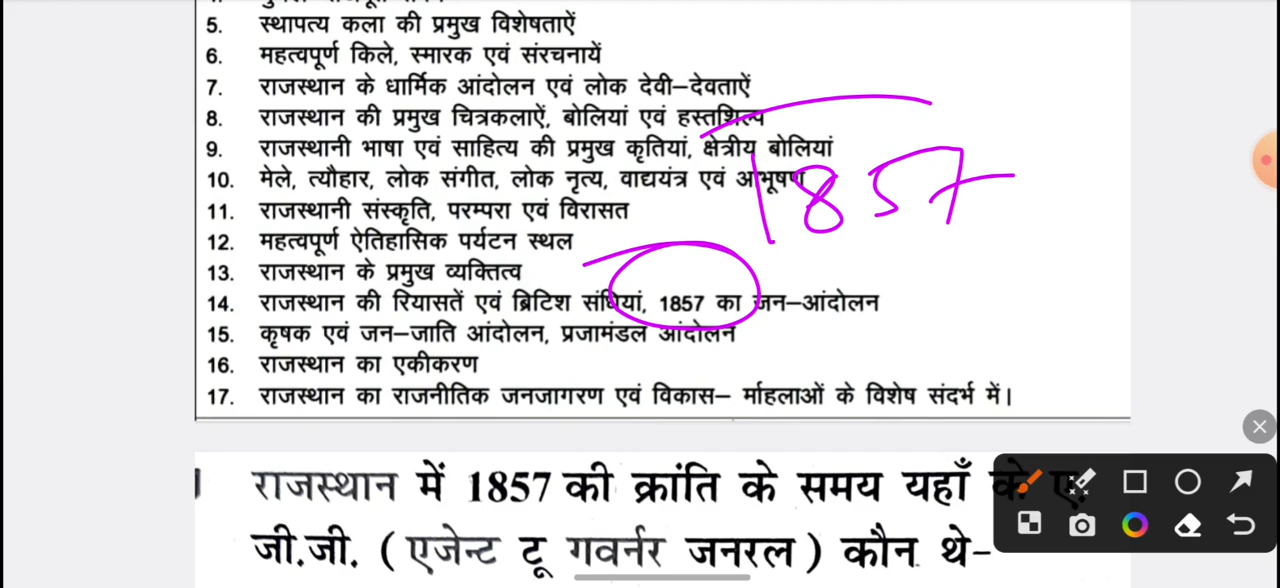 5. स्थापत्य कला की प्रमुख विशेषताऐं
6. महत्वपूर्ण किले, स्मारक एवं संरचनायें
7. राजस्थान के धार्मिक आंदोलन एवं लोक देवी–देवताऐं
8. राजस्थान की प्रमुख चित्रकलाऐं, बोलियां एवं हस्तशिल्प
9. राजस्थानी भाषा एवं साहित्य की प्रमुख कृतियां, क्षेत्रीय बोलियां
10. मेले, त्यौहार, लोक संगीत, लोक नृत्य, वाद्ययंत्र एवं आभूषण
1857
11. राजस्थानी संस्कृति, परम्परा एवं विरासत
12. महत्वपूर्ण ऐतिहासिक पर्यटन स्थल
13. राजस्थान के प्रमुख व्यक्तित्व
14. राजस्थान की रियासतें एवं ब्रिटिश संधियां, 1857 का जन–आंदोलन
15. कृषक एवं जन–जाति आंदोलन, प्रजामंडल आंदोलन
16. राजस्थान का एकीकरण
17. राजस्थान का राजनीतिक जनजागरण एवं विकास– महिलाओं के विशेष संदर्भ में।
राजस्थान में 1857 की क्रांति के समय यहाँ के ए.
जी.जी. ( एजेन्ट टू गवर्नर जनरल ) कौन थे-